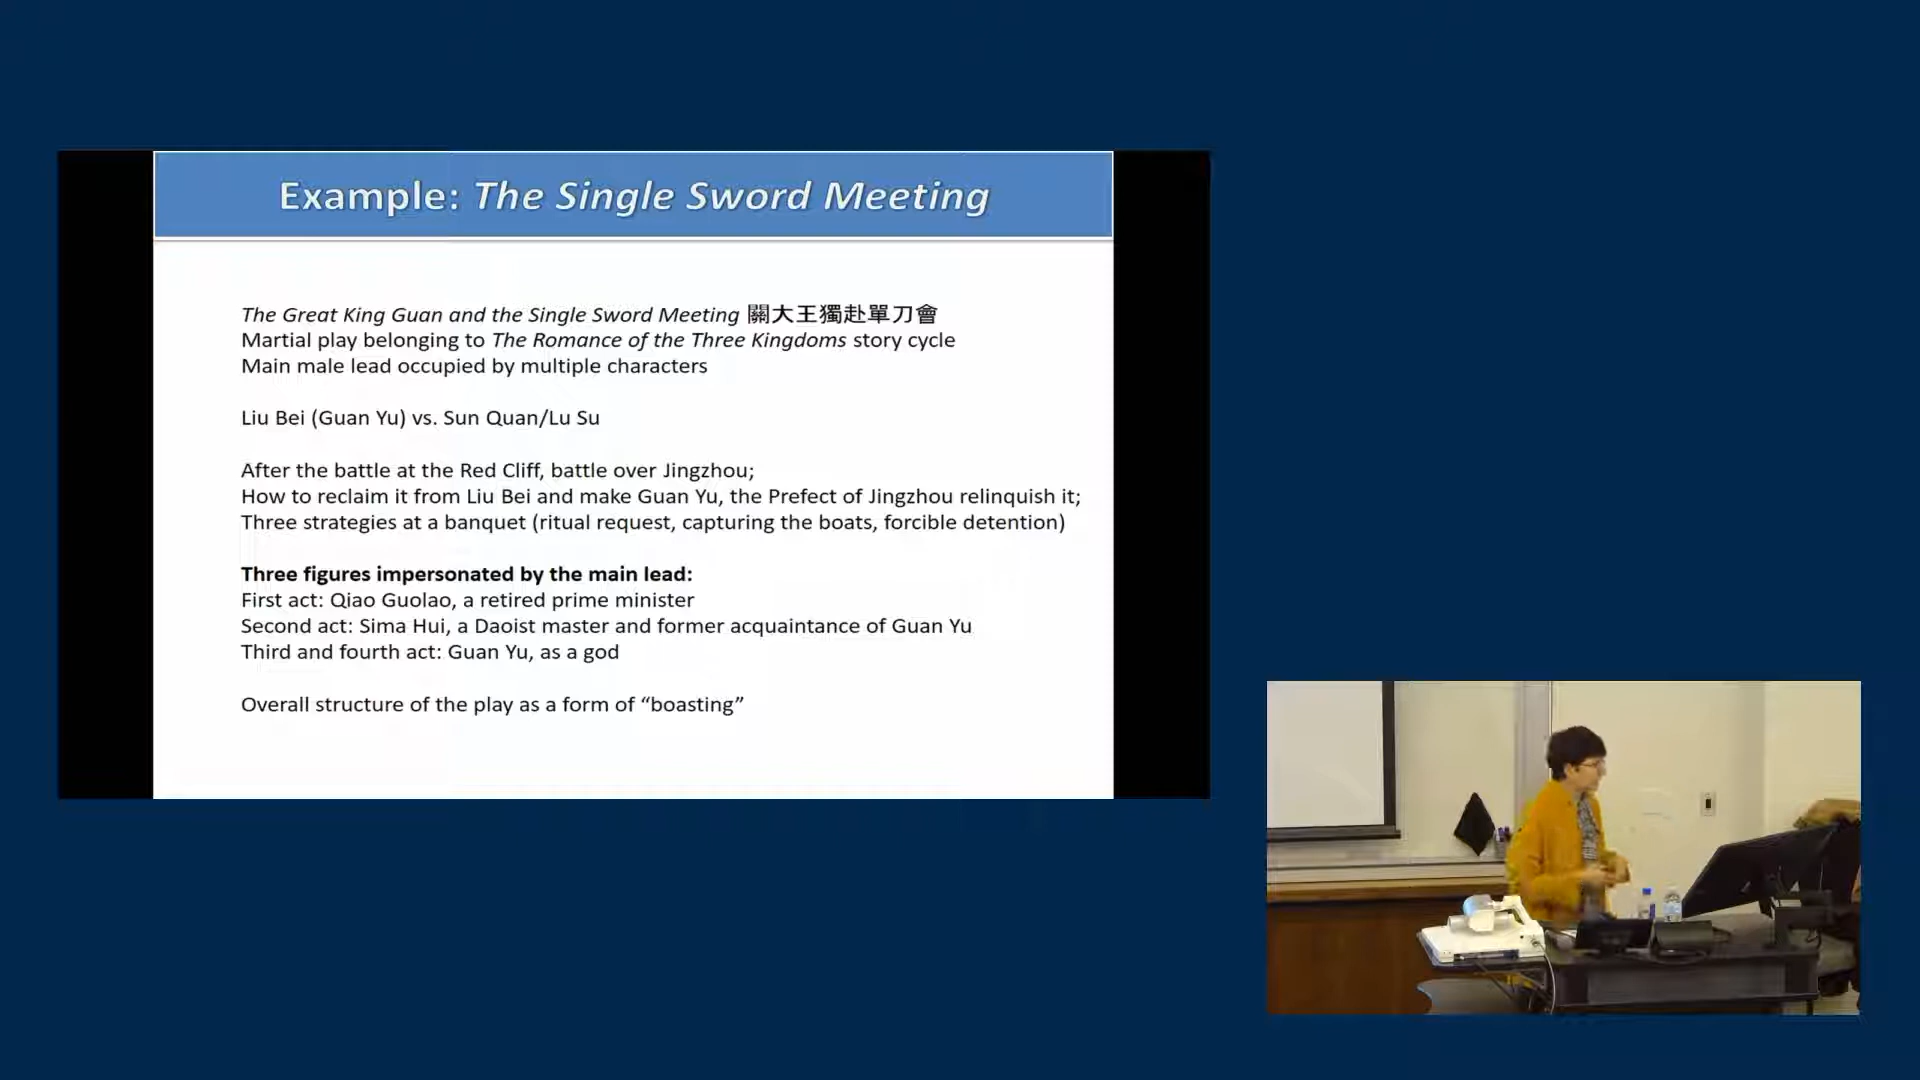 Example: The Single Sword Meeting
The Great King Guan and the Single Sword Meeting 關大王獨赴單刀會
Martial play belonging to The Romance of the Three Kingdoms story cycle
Main male lead occupied by multiple characters
Liu Bei (Guan Yu) vs. Sun Quan/Lu Su
After the battle at the Red Cliff, battle over Jingzhou;
How to reclaim it from Liu Bei and make Guan Yu, the Prefect of Jingzhou relinquish it;
Three strategies at a banquet (ritual request, capturing the boats, forcible detention)
Three figures impersonated by the main lead:
First act: Qiao Guolao, a retired prime minister
Second act: Sima Hui, a Daoist master and former acquaintance of Guan Yu
Third and fourth act: Guan Yu, as a god
Overall structure of the play as a form of “boasting”